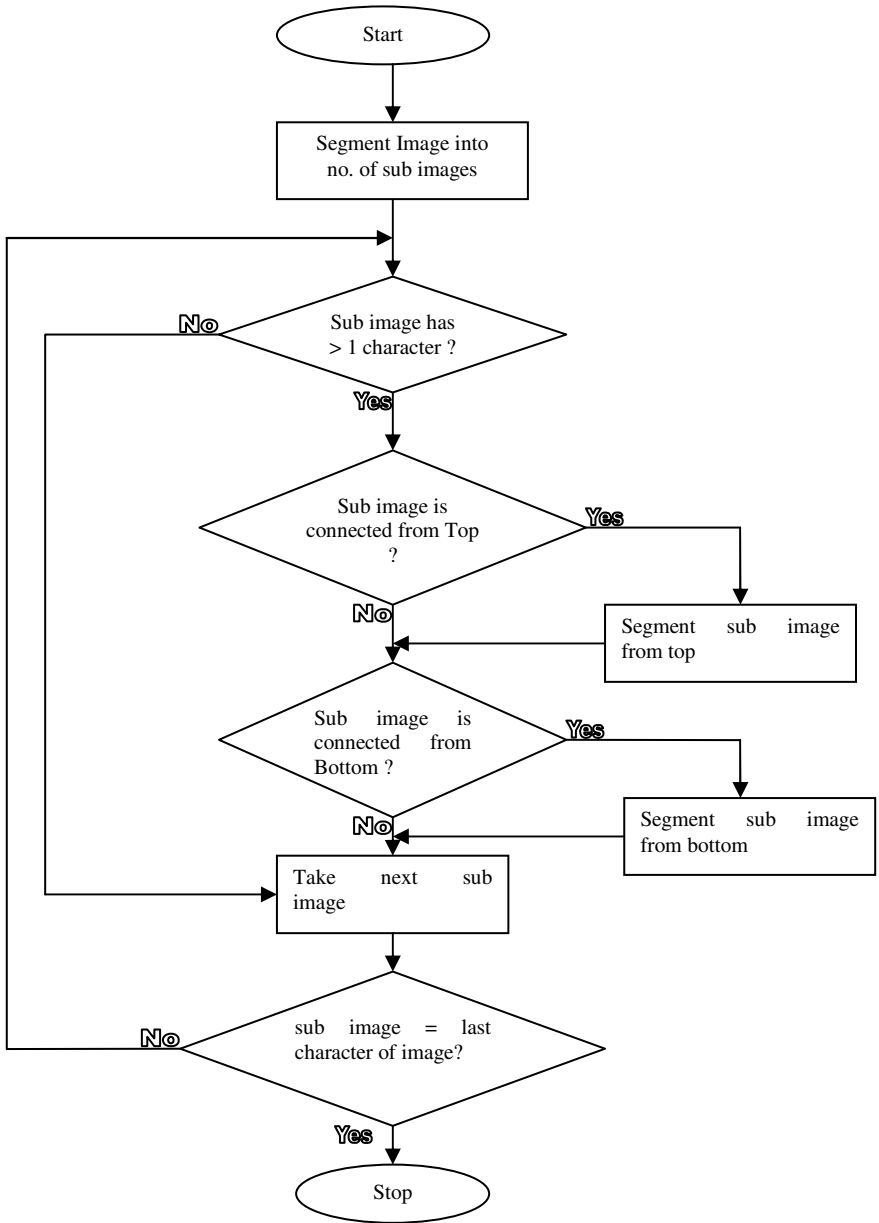 Start
Segment Image into
no. of sub images
No
Sub image has
> 1 character ?
Yes
Sub image is
connected from Top
?
Yes
No
Segment sub image
from top
Sub image is
connected from
Bottom ?
Yes
No
Segment sub image
from bottom
Take next sub
image
No
sub image = last
character of image?
Yes
Stop